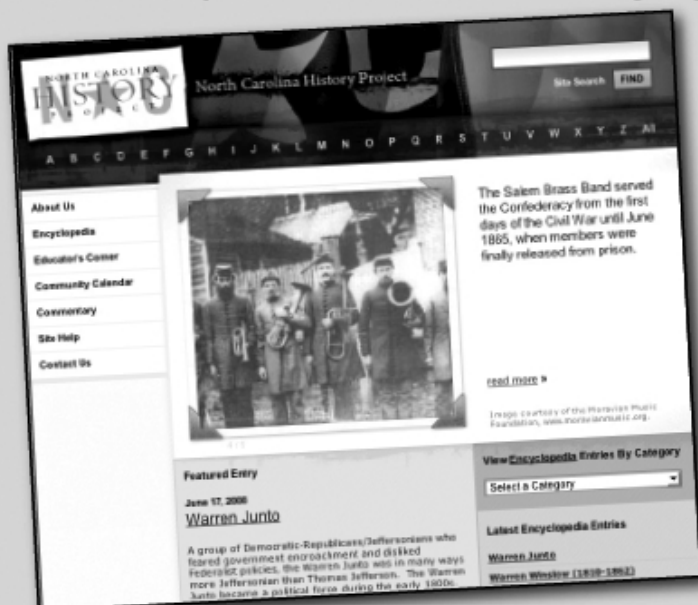 NORTH CAROLINA
HISTORY
PROJECT
North Carolina History Project
Site Search FIND
A B C D E F G H I J K L M N O P Q R S T U V W X Y Z All
About Us
Encyclopedia
Educator's Corner
Community Calendar
Commentary
Site Help
Contact Us
The Salem Brass Band served
the Confederacy from the first
days of the Civil War until June
1865, when members were
finally released from prison.
read more »
Image courtesy of the Moravian Music
Foundation, www.moravianmusic.org.
Featured Entry
June 17, 2008
Warren Junto
A group of Democratic-Republicans/Jeffersonians who
feared government encroachment and disliked
Federalist policies, the Warren Junto was in many ways
more Jeffersonian than Thomas Jefferson. The Warren
Junto became a political force during the early 1800s.
View Encyclopedia Entries By Category
Select a Category
Latest Encyclopedia Entries
Warren Junto
Warren Winslow (1810-1862)